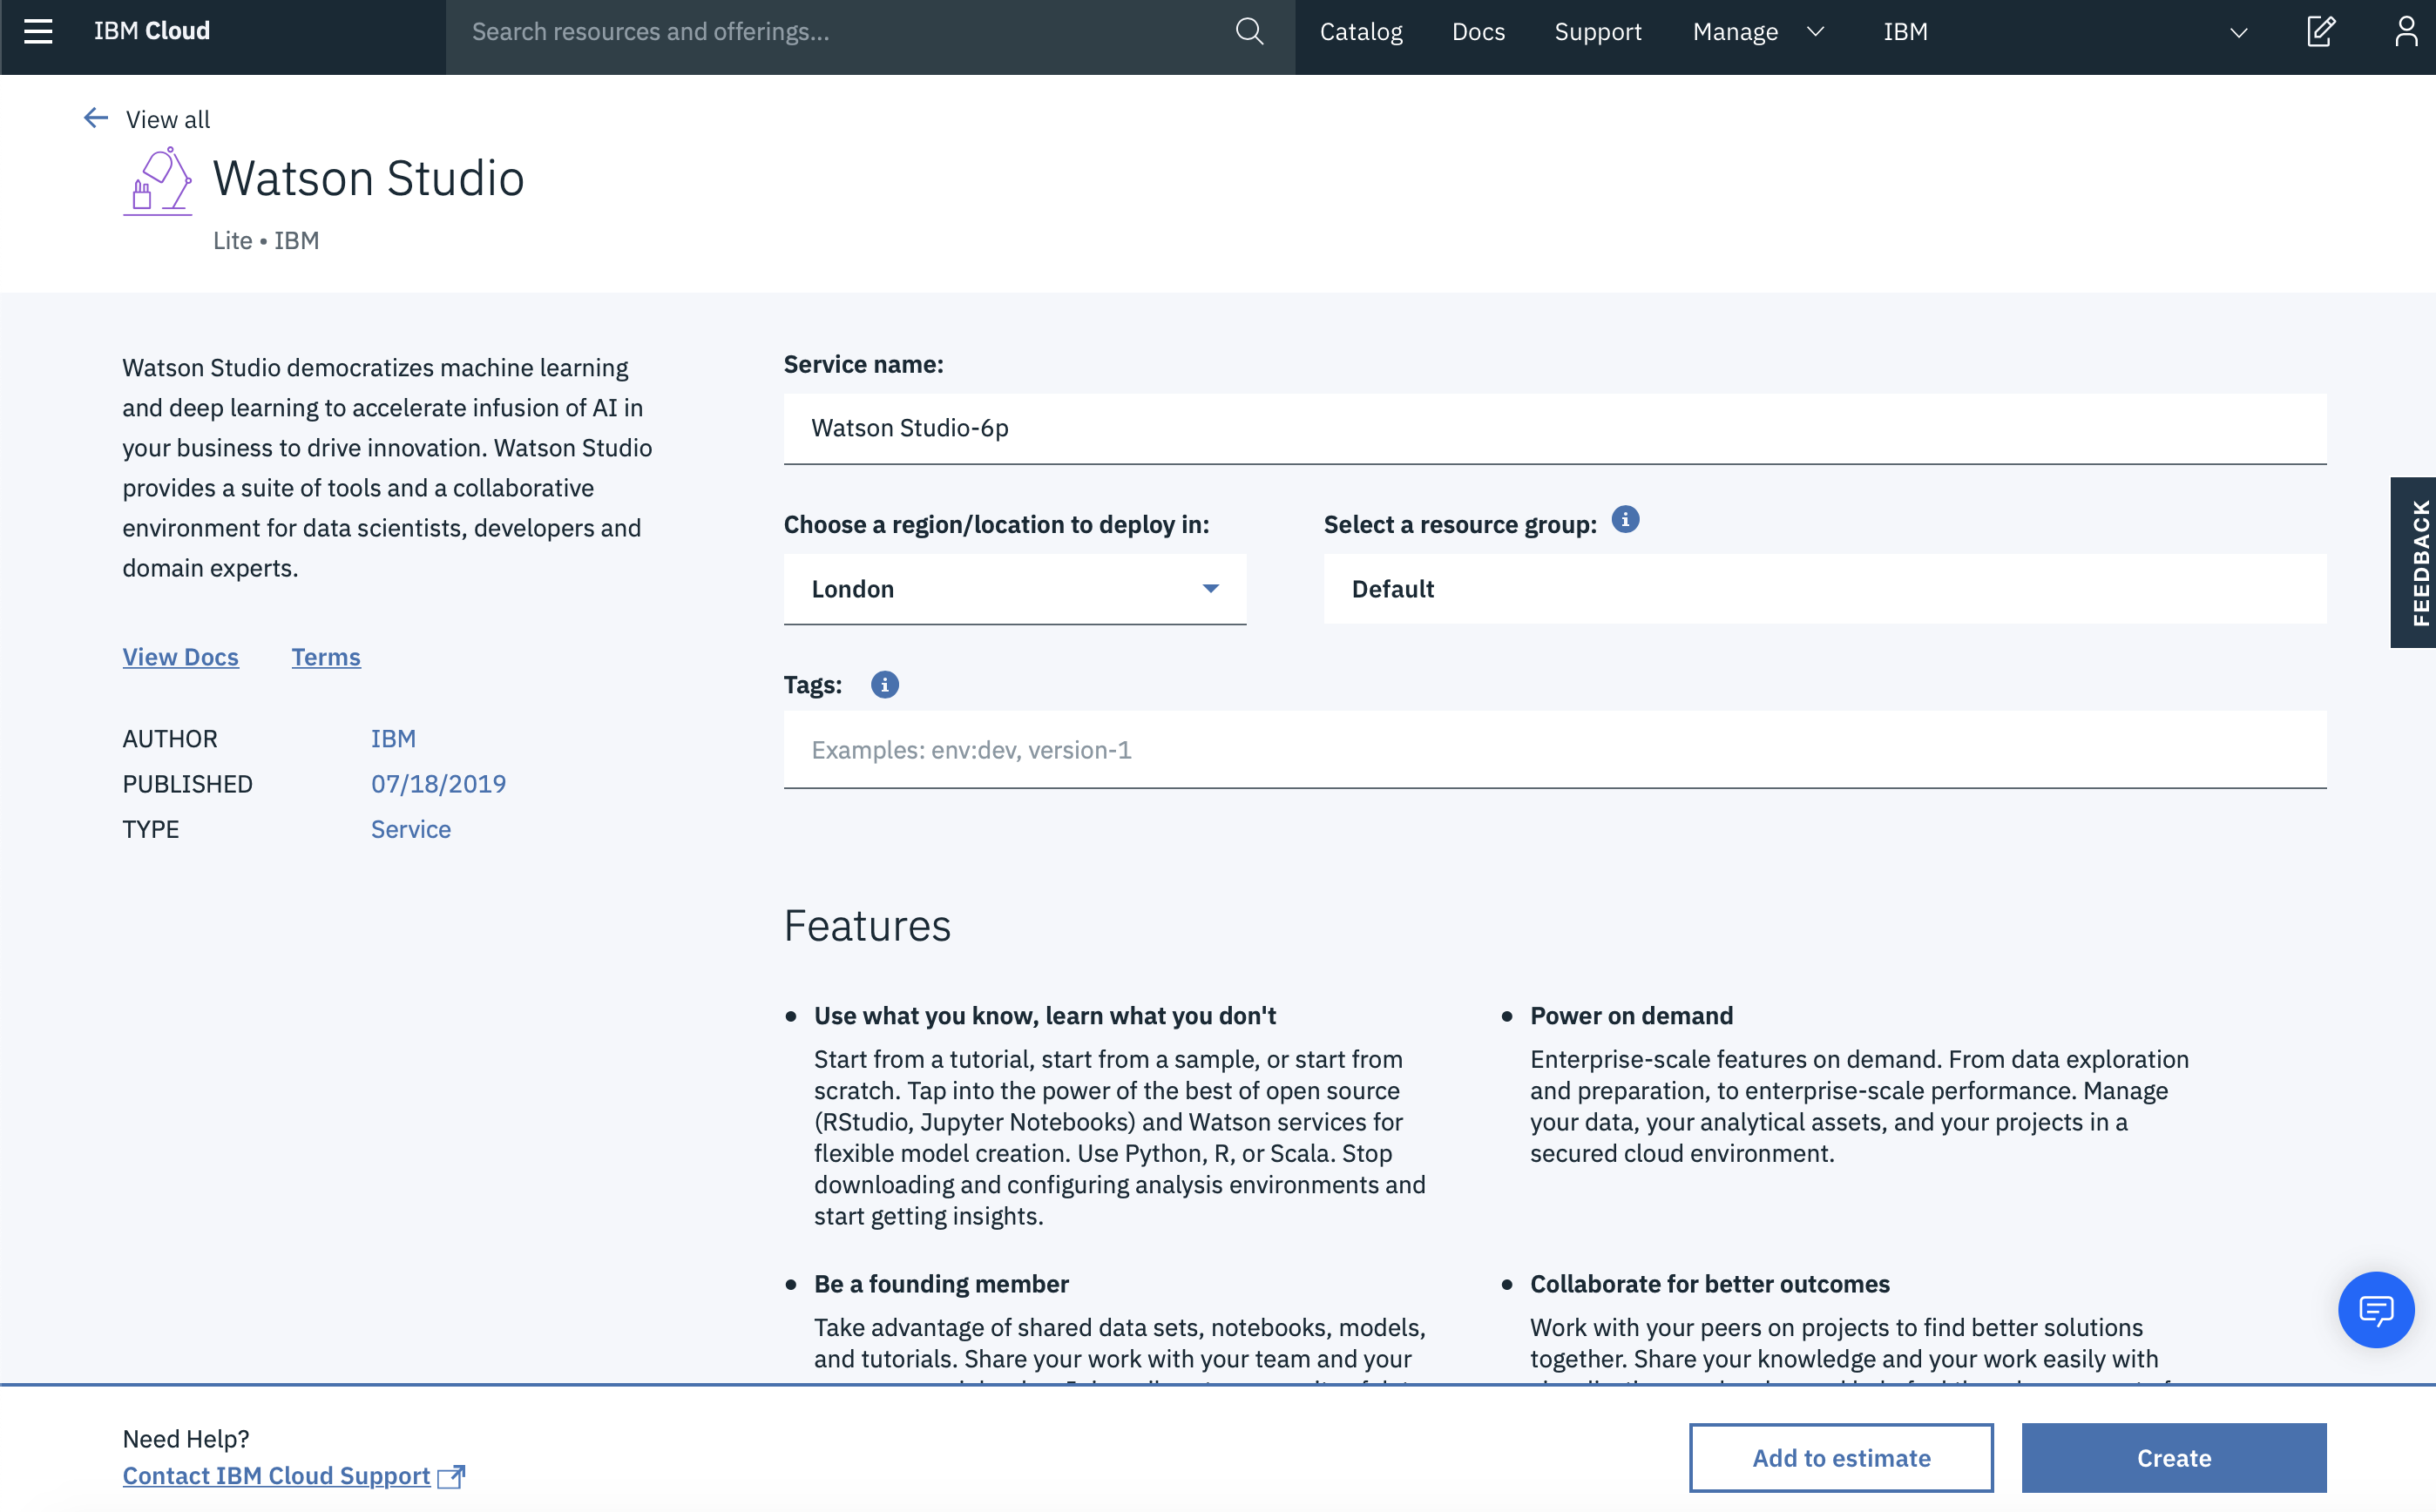 IBM Cloud
Search resources and offerings...
Catalog
Docs
Support
Manage
IBM
View all
Watson Studio
Lite • IBM
Watson Studio democratizes machine learning
and deep learning to accelerate infusion of AI in
your business to drive innovation. Watson Studio
provides a suite of tools and a collaborative
environment for data scientists, developers and
domain experts.
View Docs
Terms
AUTHOR IBM
PUBLISHED 07/18/2019
TYPE Service
Service name:
Watson Studio-6p
Choose a region/location to deploy in:
London
Select a resource group:
Default
Tags:
Examples: env:dev, version-1
Features
• Use what you know, learn what you don't
Start from a tutorial, start from a sample, or start from
scratch. Tap into the power of the best of open source
(RStudio, Jupyter Notebooks) and Watson services for
flexible model creation. Use Python, R, or Scala. Stop
downloading and configuring analysis environments and
start getting insights.
• Power on demand
Enterprise-scale features on demand. From data exploration
and preparation, to enterprise-scale performance. Manage
your data, your analytical assets, and your projects in a
secured cloud environment.
• Be a founding member
Take advantage of shared data sets, notebooks, models,
and tutorials. Share your work with your team and your
• Collaborate for better outcomes
Work with your peers on projects to find better solutions
together. Share your knowledge and your work easily with
FEEDBACK
Need Help?
Contact IBM Cloud Support
Add to estimate
Create